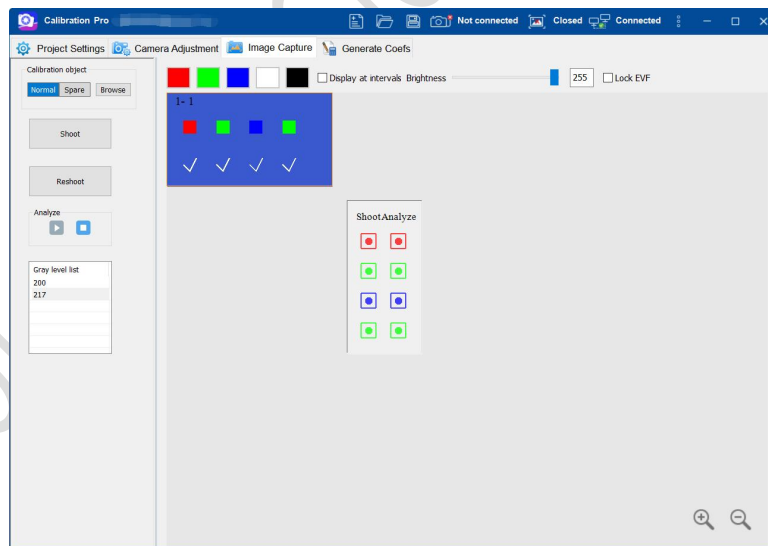 Calibration Pro
Not connected
Closed
Connected
Project Settings
Camera Adjustment
Image Capture
Generate Coefs
Calibration object
Normal Spare Browse
Display at intervals Brightness 255 Lock EVF
1- 1
Shoot
Reshoot
Analyze
ShootAnalyze
Gray level list
200
217